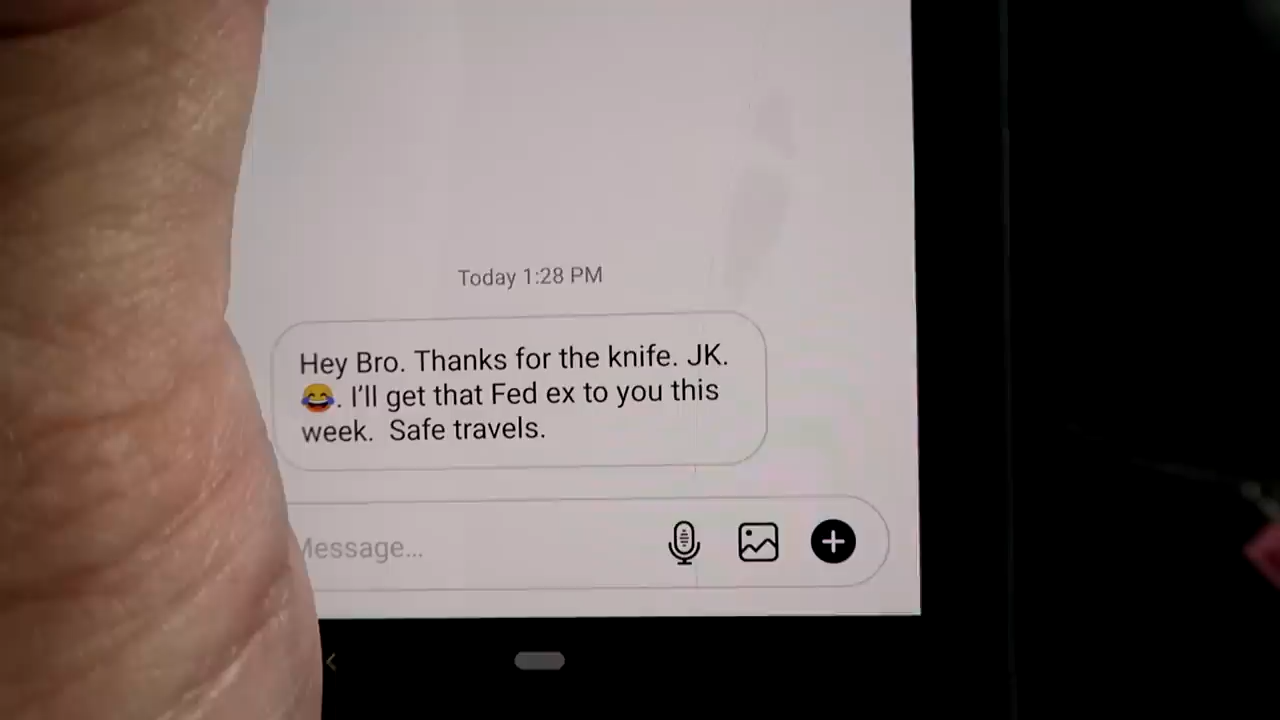 Today 1:28 PM
Hey Bro. Thanks for the knife. JK.
😂. I'll get that Fed ex to you this
week.  Safe travels.
Message...